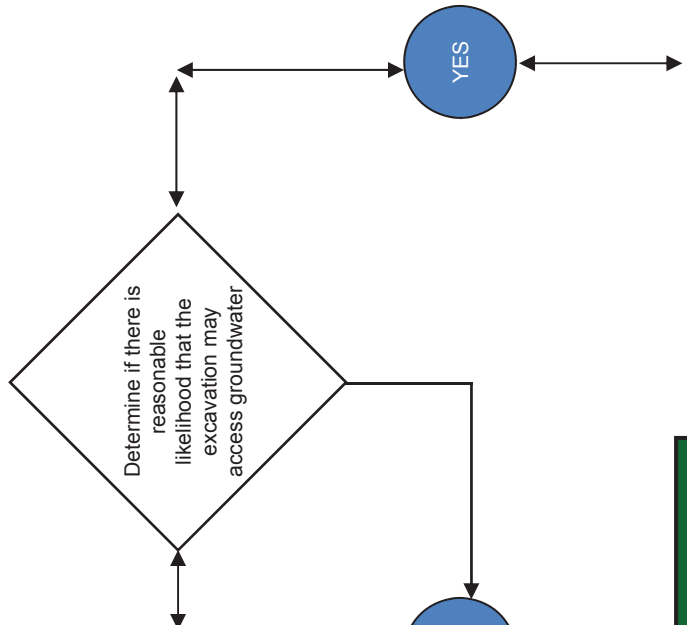 Determine if there is
reasonable
likelihood that the
excavation may
access groundwater
YES